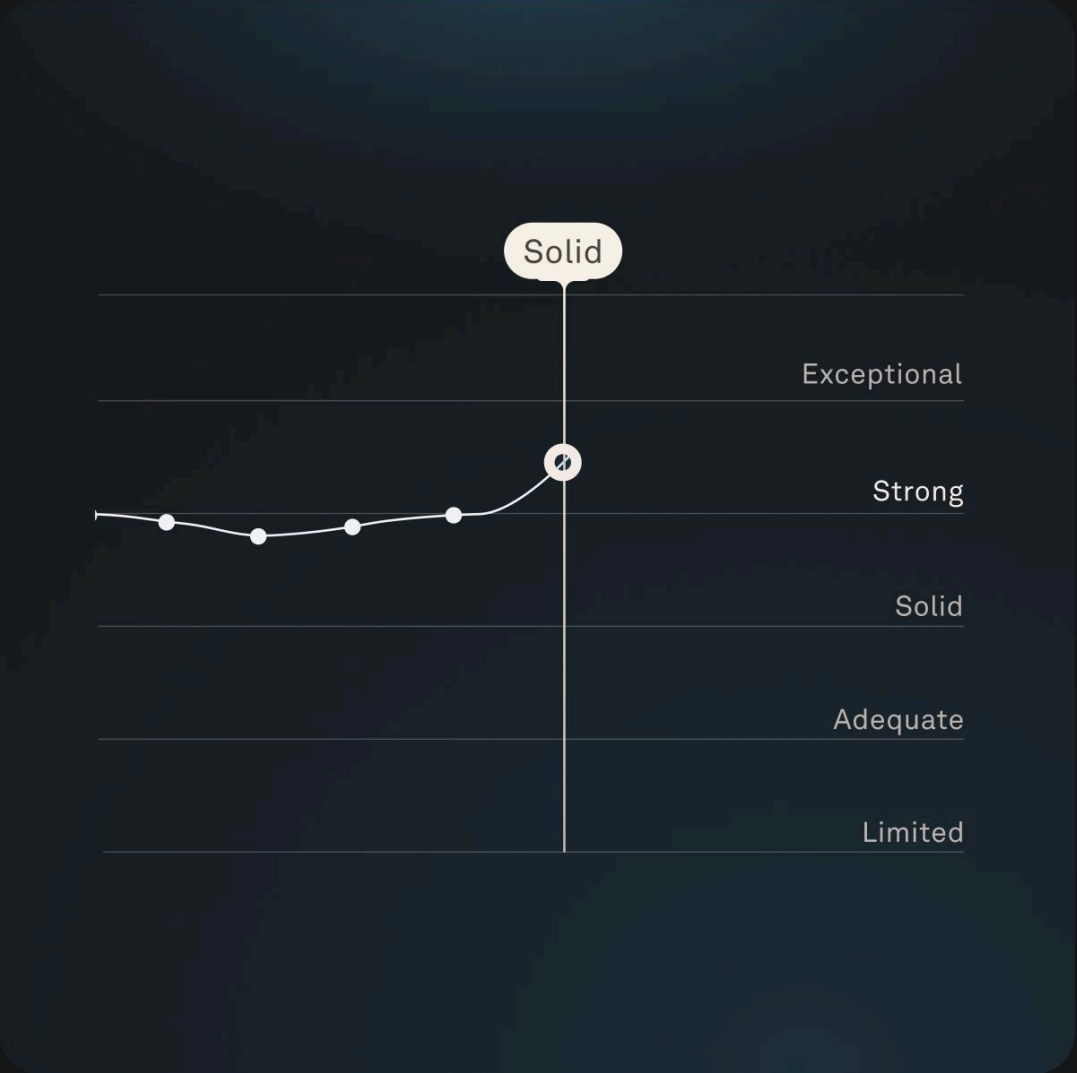 Solid
Exceptional
Strong
Solid
Adequate
Limited